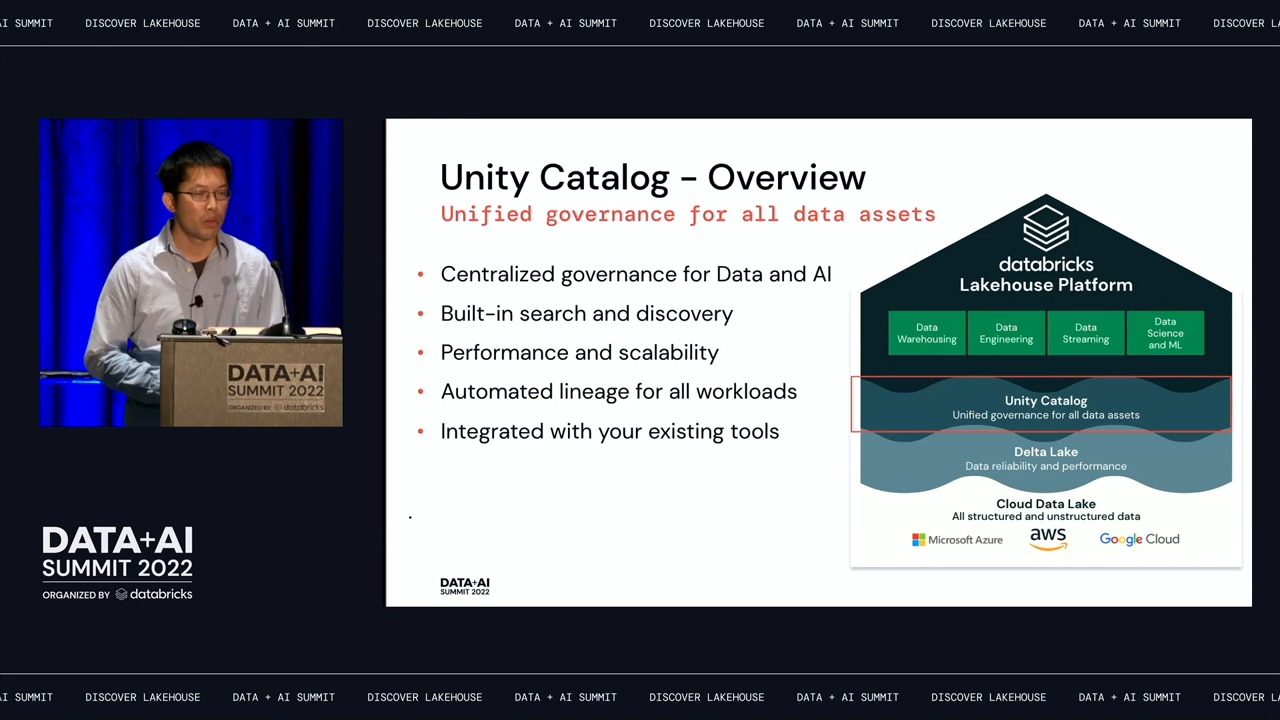 AI SUMMIT DISCOVER LAKEHOUSE DATA + AI SUMMIT DISCOVER LAKEHOUSE DATA + AI SUMMIT DISCOVER LAKEHOUSE DATA + AI SUMMIT DISCOVER LAKEHOUSE DATA + AI SUMMIT DISCOVER
DATA+AI
SUMMIT 2022
ORGANIZED BY databricks
DATA+AI
SUMMIT 2022
ORGANIZED BY databricks
Unity Catalog - Overview
Unified governance for all data assets
• Centralized governance for Data and AI
• Built-in search and discovery
• Performance and scalability
• Automated lineage for all workloads
• Integrated with your existing tools
DATA+AI
SUMMIT 2022
databricks
Lakehouse Platform
Data
Warehousing
Data
Engineering
Data
Streaming
Data
Science
and ML
Unity Catalog
Unified governance for all data assets
Delta Lake
Data reliability and performance
Cloud Data Lake
All structured and unstructured data
Microsoft Azure aws Google Cloud
AI SUMMIT DISCOVER LAKEHOUSE DATA + AI SUMMIT DISCOVER LAKEHOUSE DATA + AI SUMMIT DISCOVER LAKEHOUSE DATA + AI SUMMIT DISCOVER LAKEHOUSE DATA + AI SUMMIT DISCOVER